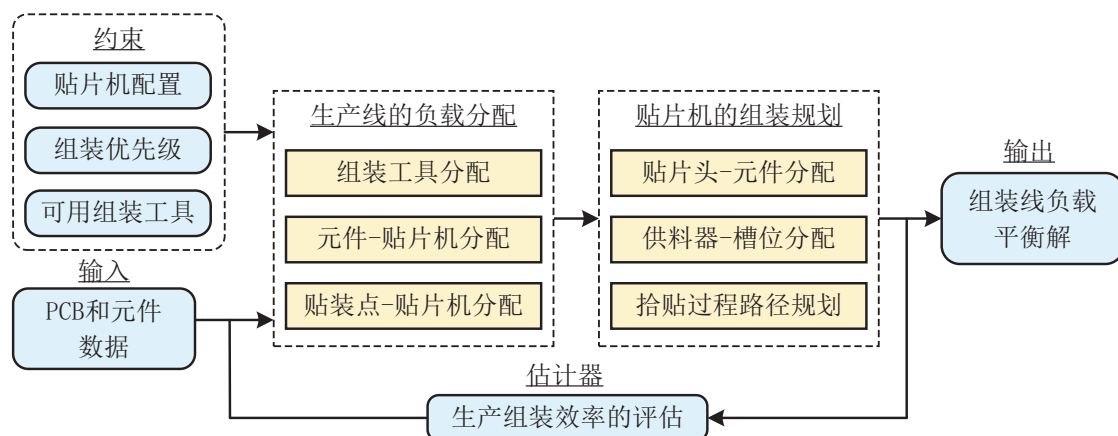 约束
贴片机配置
组装优先级
可用组装工具
输入
PCB和元件
数据
生产线的负载分配
组装工具分配
元件-贴片机分配
贴装点-贴片机分配
贴片机的组装规划
贴片头-元件分配
供料器-槽位分配
拾贴过程路径规划
输出
组装线负载
平衡解
估计器
生产组装效率的评估